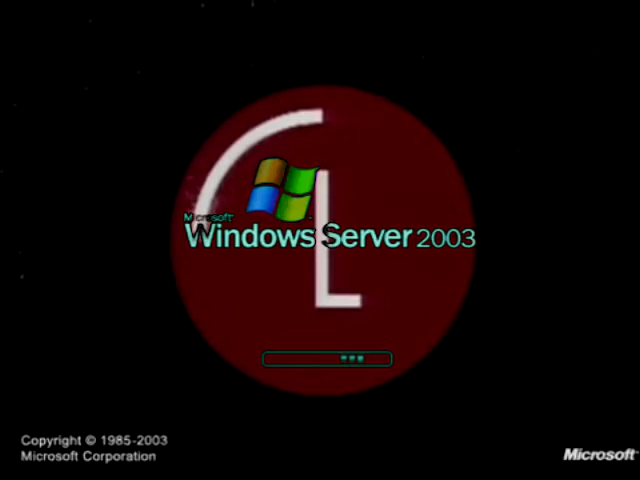 Microsoft
Windows Server 2003
L
Copyright © 1985-2003
Microsoft Corporation
Microsoft